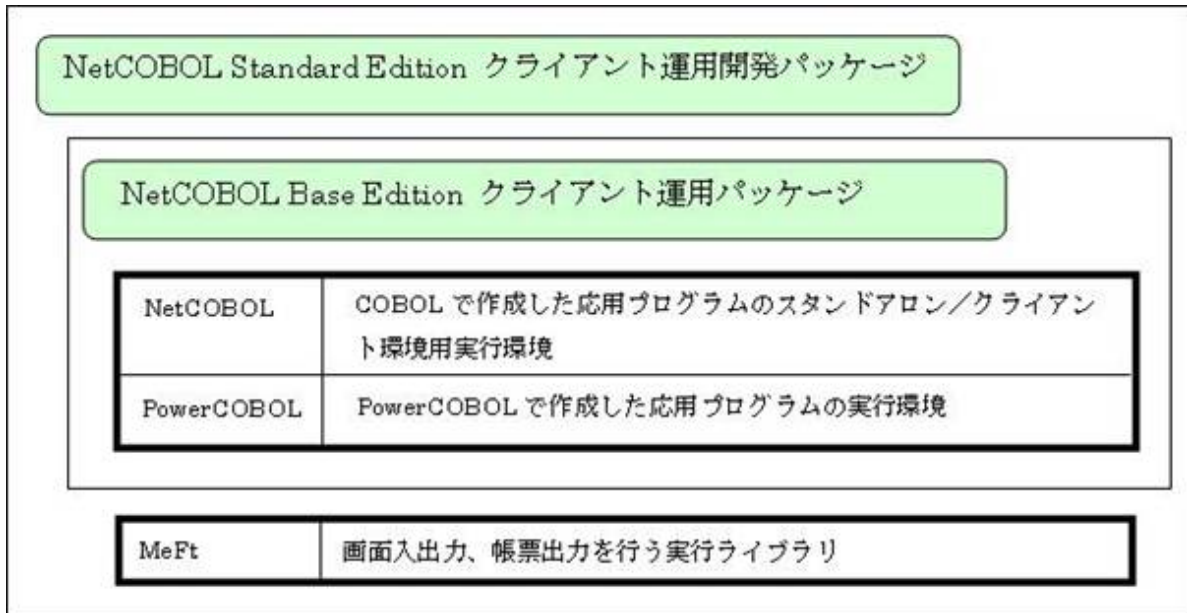 NetCOBOL Standard Edition クライアント運用開発パッケージ
NetCOBOL Base Edition クライアント運用パッケージ
NetCOBOL
COBOL で作成した応用プログラムのスタンドアロン／クライアン
ト環境用実行環境
PowerCOBOL
PowerCOBOL で作成した応用プログラムの実行環境
MeFt
画面入出力、帳票出力を行う実行ライブラリ